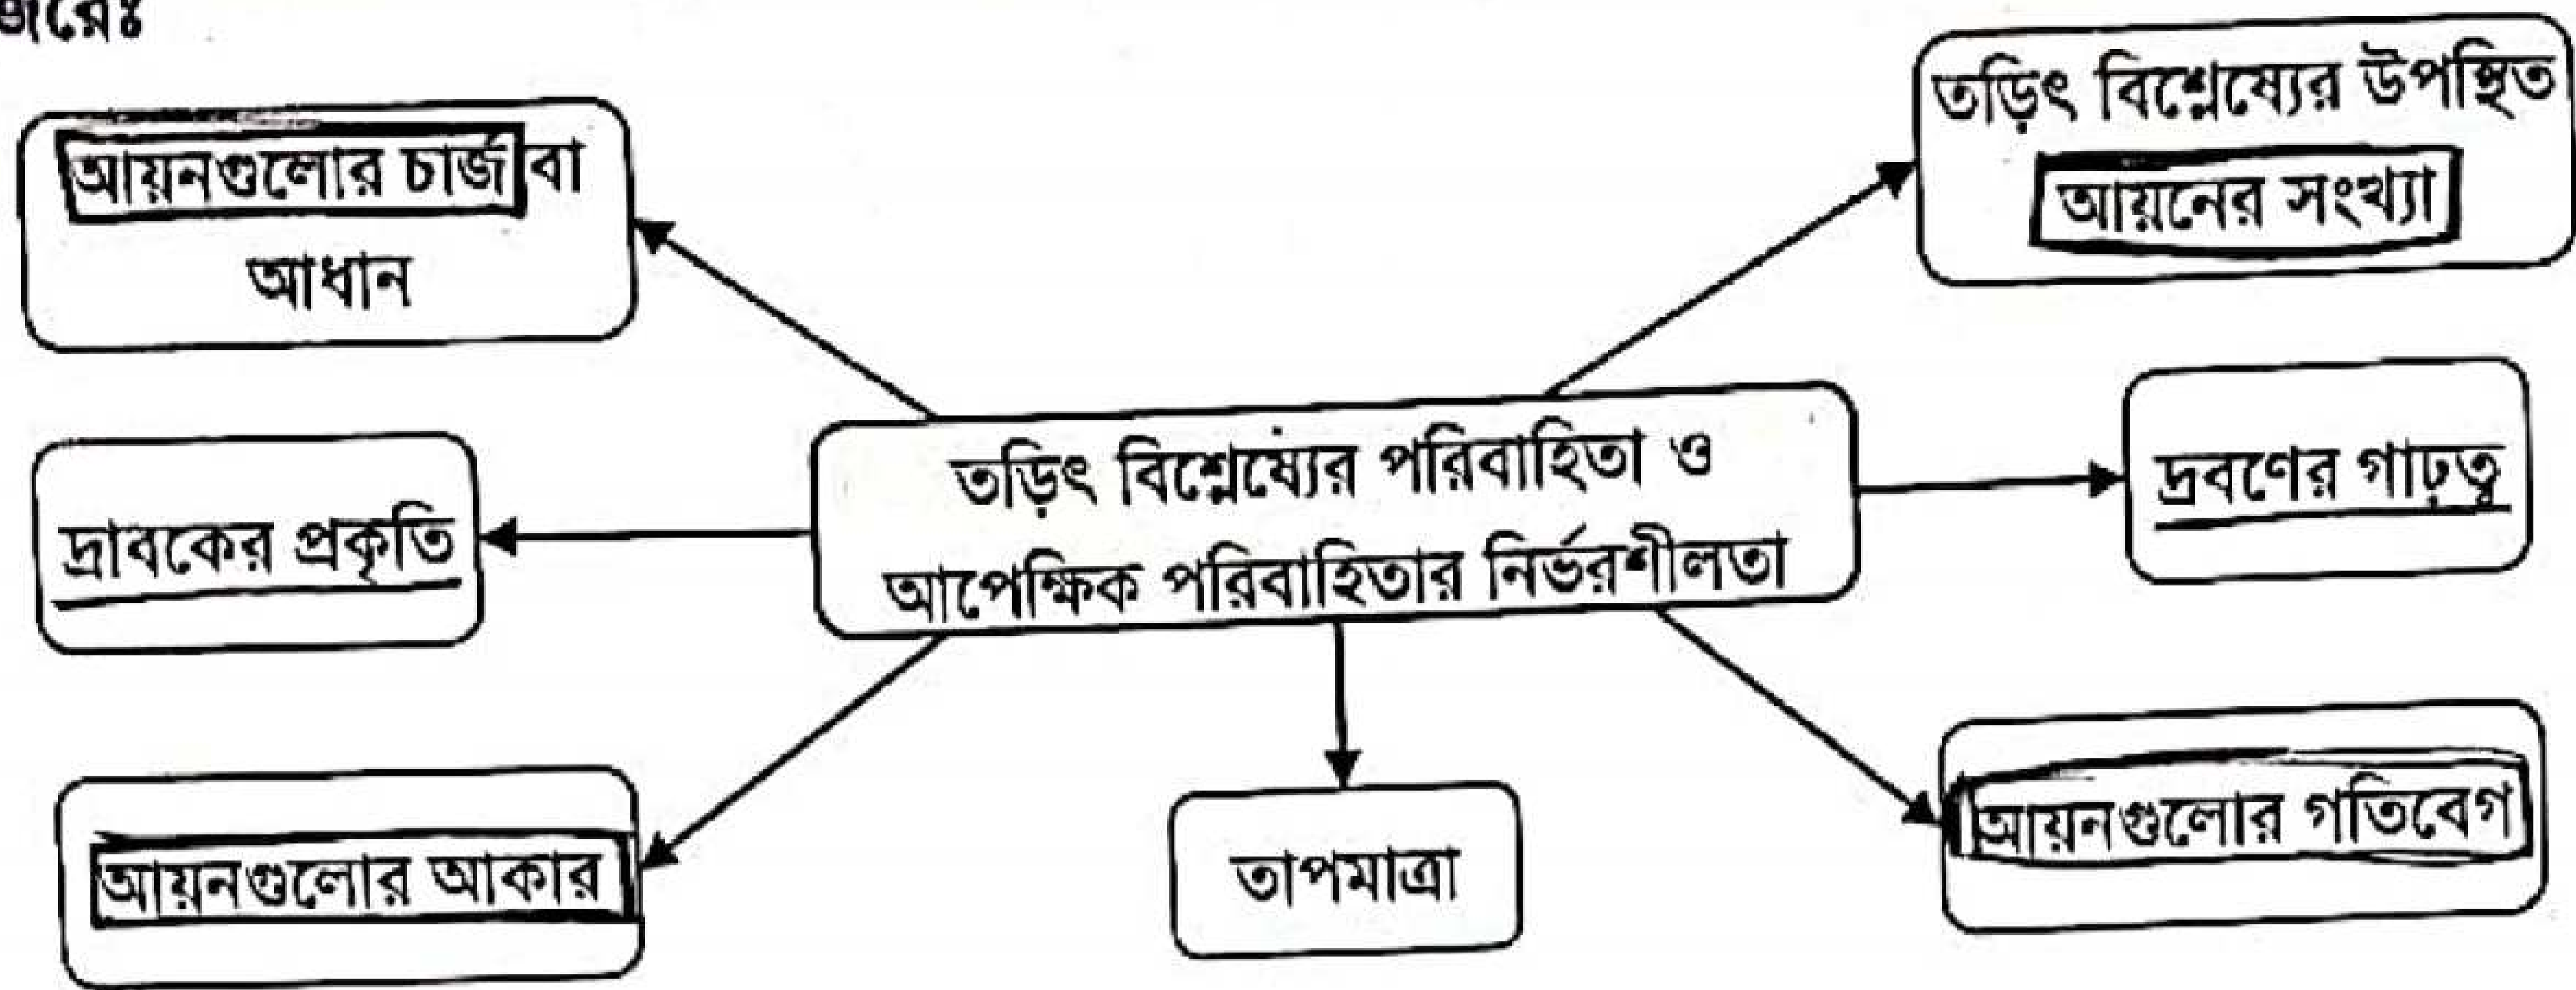 আয়নগুলোর চার্জ বা
আধান
তড়িৎ বিশ্লেষ্যের উপস্থিত
আয়নের সংখ্যা
তড়িৎ বিশ্লেষ্যের পরিবাহিতা ও
আপেক্ষিক পরিবাহিতার নির্ভরশীলতা
দ্রাবকের প্রকৃতি
দ্রবণের গাঢ়ত্ব
আয়নগুলোর আকার
তাপমাত্রা
আয়নগুলোর গতিবেগ